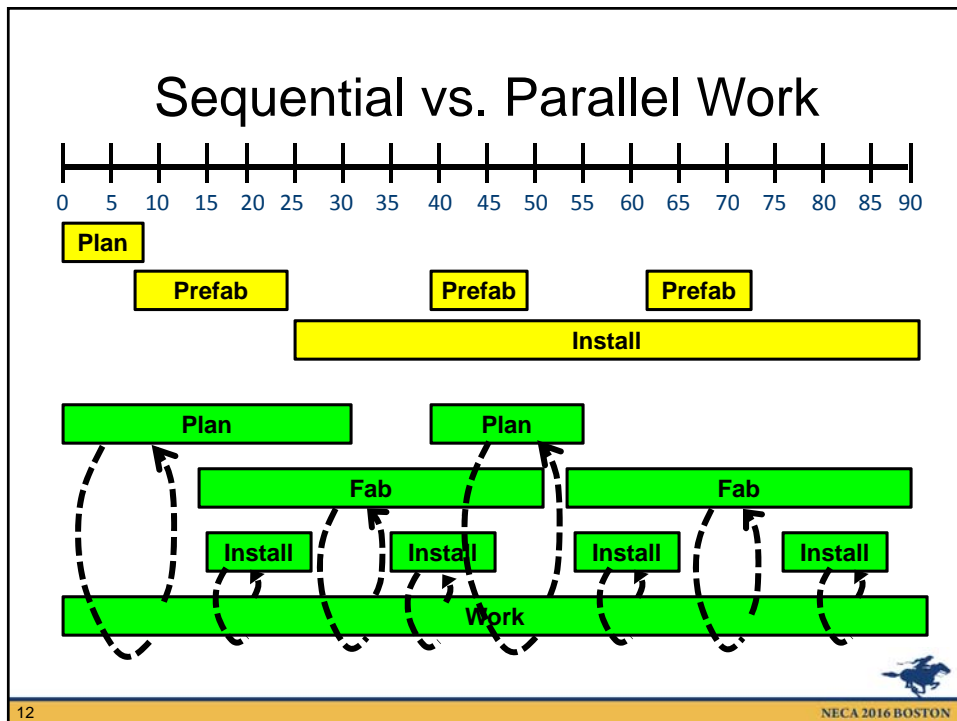 Sequential vs. Parallel Work
0 5 10 15 20 25 30 35 40 45 50 55 60 65 70 75 80 85 90
Plan
Prefab Prefab Prefab
Install
Plan Plan
Fab Fab
Install Install Install Install
Work
12 NECA 2016 BOSTON